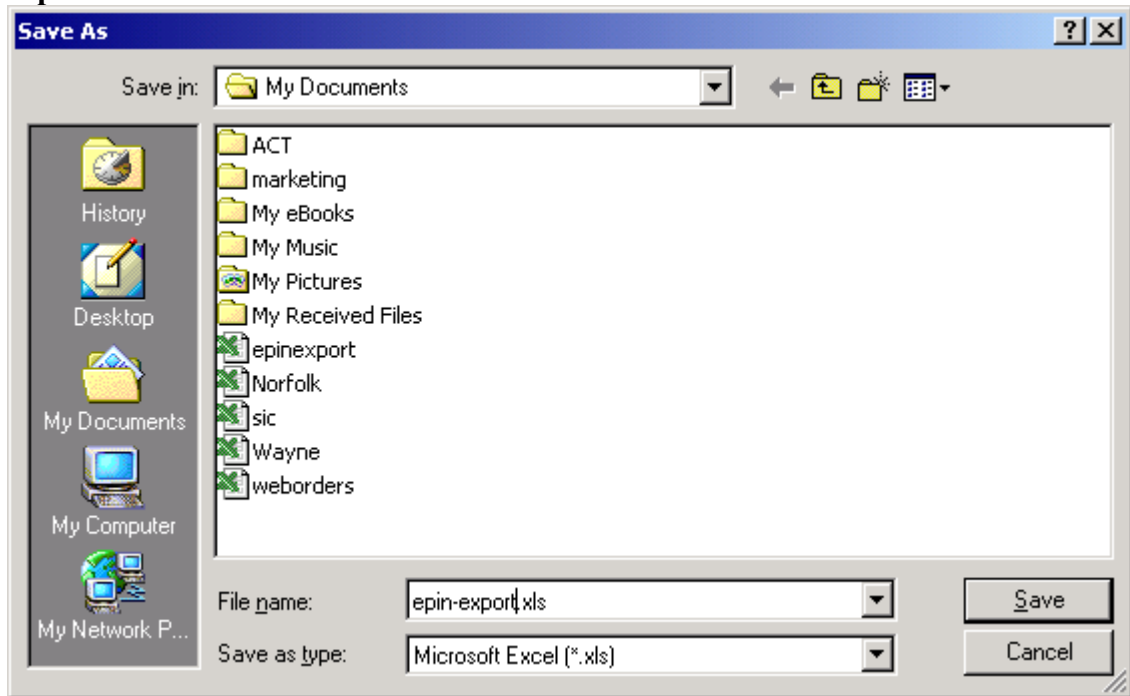 Save As
Save in: My Documents
History
Desktop
My Documents
My Computer
My Network P...
ACT
marketing
My eBooks
My Music
My Pictures
My Received Files
epinexport
Norfolk
sic
Wayne
weborders
File name: epin-export.xls Save
Save as type: Microsoft Excel (*.xls) Cancel